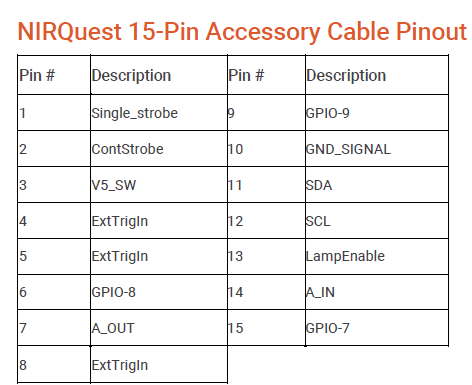 NIRQuest 15-Pin Accessory Cable Pinout
Pin # Description Pin # Description
1 Single_strobe 9 GPIO-9
2 ContStrobe 10 GND_SIGNAL
3 V5_SW 11 SDA
4 ExtTrigIn 12 SCL
5 ExtTrigIn 13 LampEnable
6 GPIO-8 14 A_IN
7 A_OUT 15 GPIO-7
8 ExtTrigIn